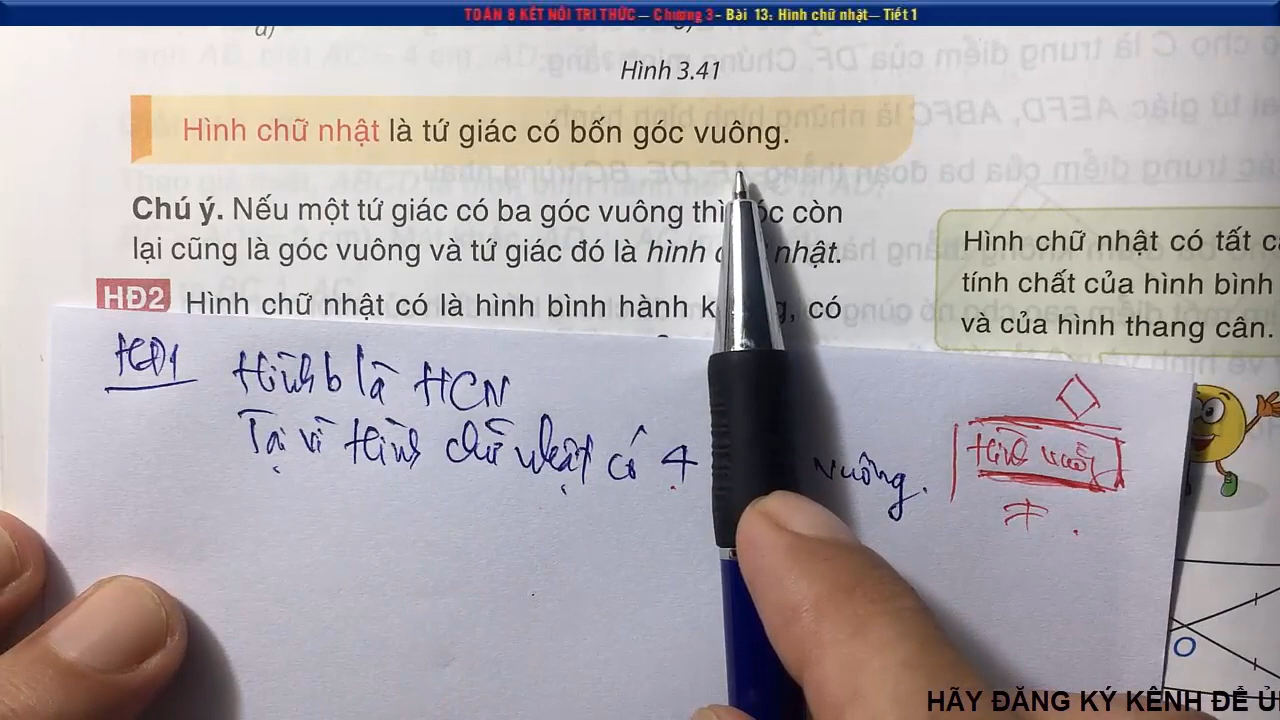 TOÁN 8 KẾT NỐI TRI THỨC – Chương 3 - Bài 13: Hình chữ nhật– Tiết 1
a)
Hình 3.41
Hình chữ nhật là tứ giác có bốn góc vuông.
Chú ý. Nếu một tứ giác có ba góc vuông thì góc còn
lại cũng là góc vuông và tứ giác đó là hình chữ nhật.
Hình chữ nhật có tất
tính chất của hình bình
và của hình thang cân.
HĐ2 Hình chữ nhật có là hình bình hành không, có
HĐ1 Hình b là HCN
Tại vì Hình chữ nhật có 4 vuông.
Hình vuông
O
HÃY ĐĂNG KÝ KÊNH ĐỂ